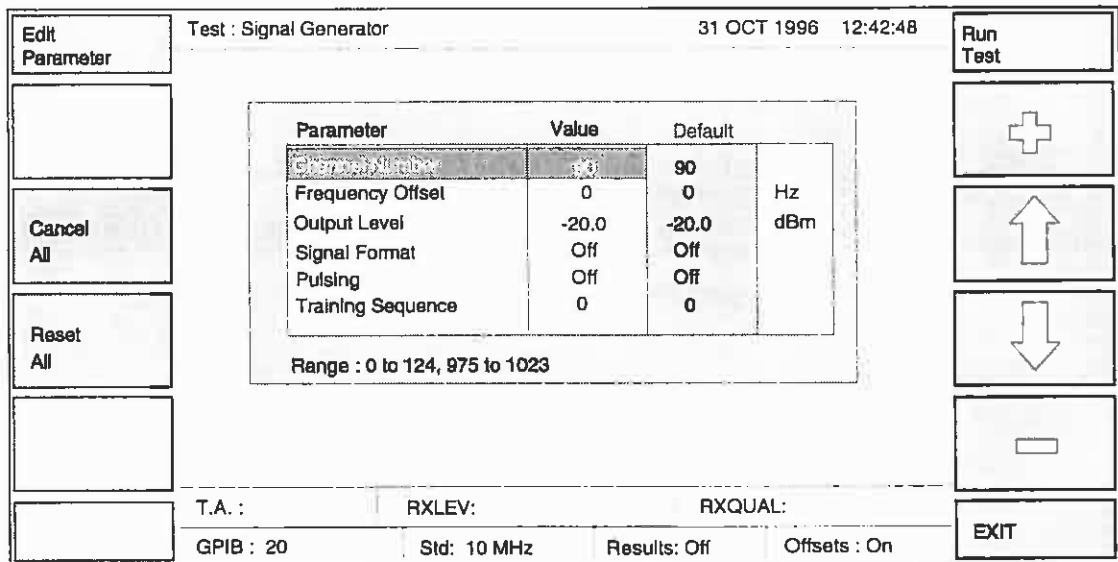 Edit
Parameter
Test : Signal Generator
31 OCT 1996 12:42:48
Run
Test
Parameter Value Default
Channel Number 90
Frequency Offset 0 0 Hz
Output Level -20.0 -20.0 dBm
Signal Format Off Off
Pulsing Off Off
Training Sequence 0 0
Range : 0 to 124, 975 to 1023
Cancel
All
Reset
All
T.A. : RXLEV: RXQUAL:
GPIB : 20 Std: 10 MHz Results: Off Offsets : On
EXIT